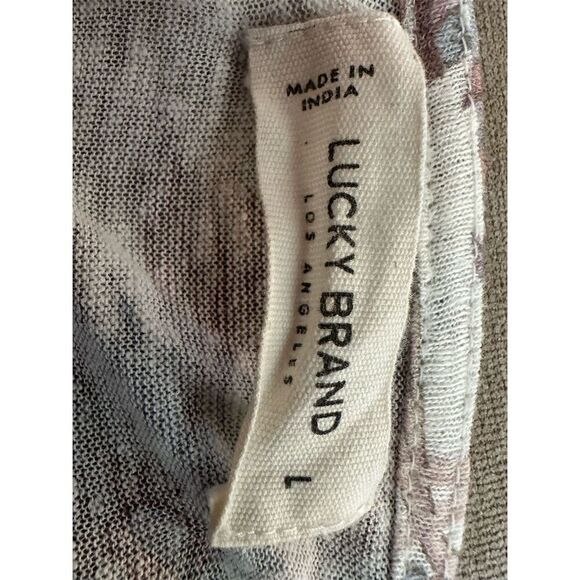 MADE IN
INDIA
LUCKY BRAND
LOS ANGELES
L